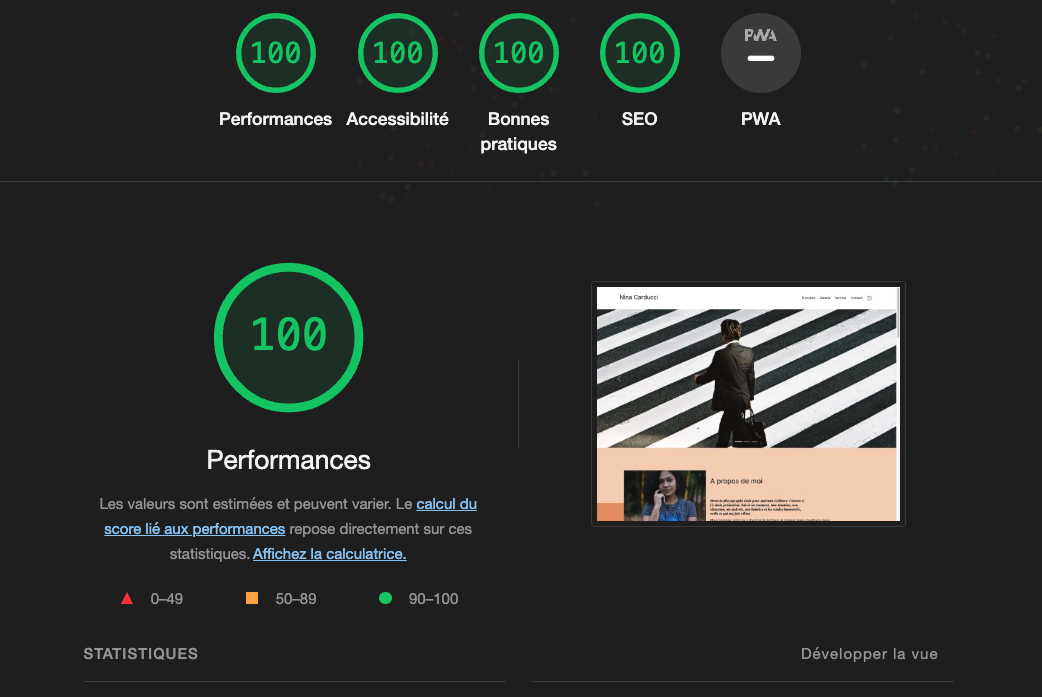 100
100
100
100
PWA
Performances
Accessibilité
Bonnes
pratiques
SEO
PWA
100
Performances
Les valeurs sont estimées et peuvent varier. Le calcul du
score lié aux performances repose directement sur ces
statistiques. Affichez la calculatrice.
0–49
50–89
90–100
Nina Carducci
A propos
Galerie
Services
Contact
A propos de moi
STATISTIQUES
Développer la vue